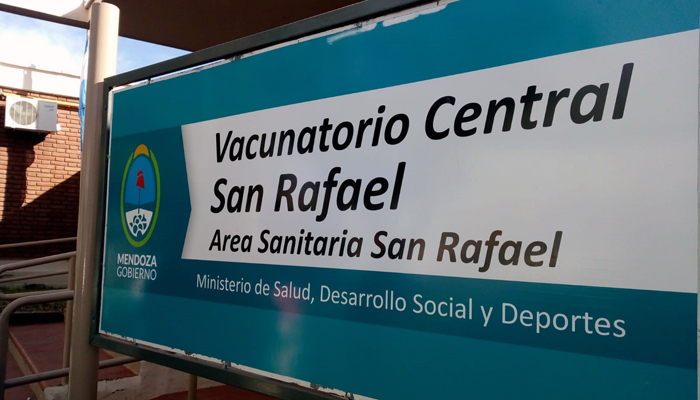 Vacunatorio Central
San Rafael
Area Sanitaria San Rafael
MENDOZA
GOBIERNO
Ministerio de Salud, Desarrollo Social y Deportes